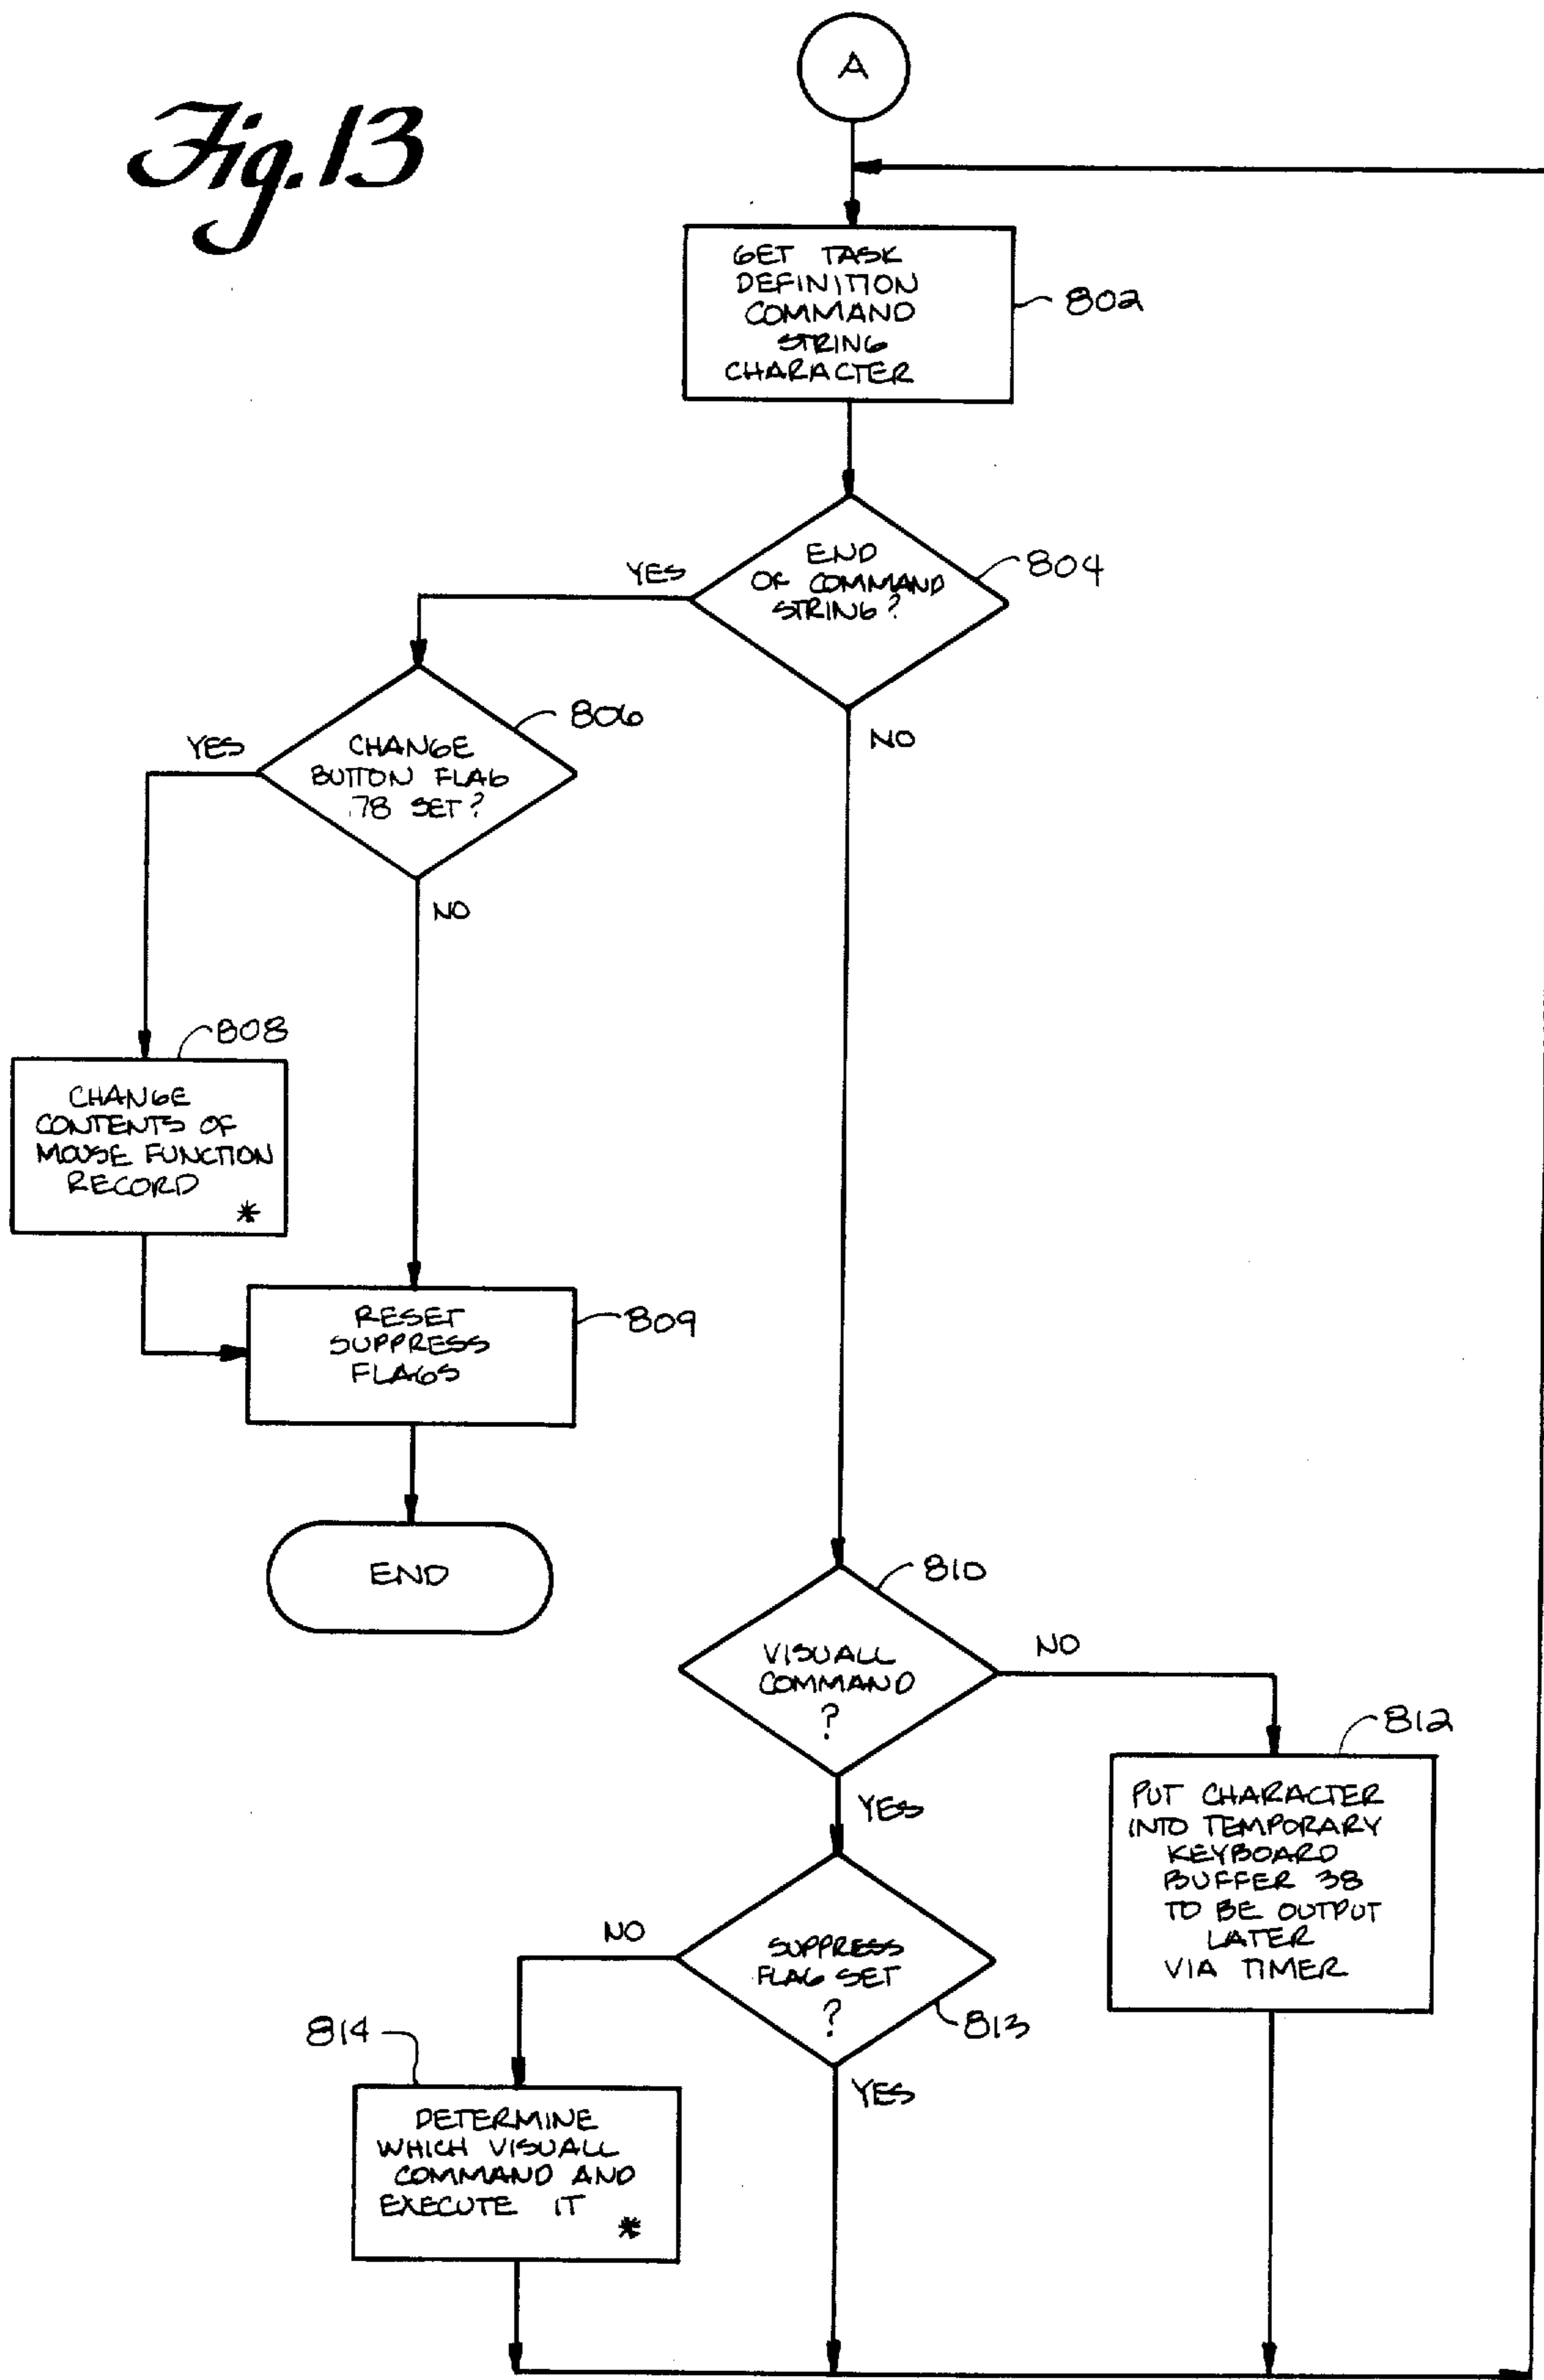 Fig. 13
A
GET TASK
DEFINITION
COMMAND
STRING
CHARACTER
802
END
OF COMMAND
STRING?
804
YES
NO
CHANGE
BUTTON FLAG
78 SET?
806
YES
NO
808
CHANGE
CONTENTS OF
MOUSE FUNCTION
RECORD
*
RESET
SUPPRESS
FLAGS
809
END
810
VISUALL
COMMAND
?
NO
YES
812
PUT CHARACTER
INTO TEMPORARY
KEYBOARD
BUFFER 38
TO BE OUTPUT
LATER
VIA TIMER
SUPPRESS
FLAG SET
?
813
NO
YES
814
DETERMINE
WHICH VISUALL
COMMAND AND
EXECUTE IT
*